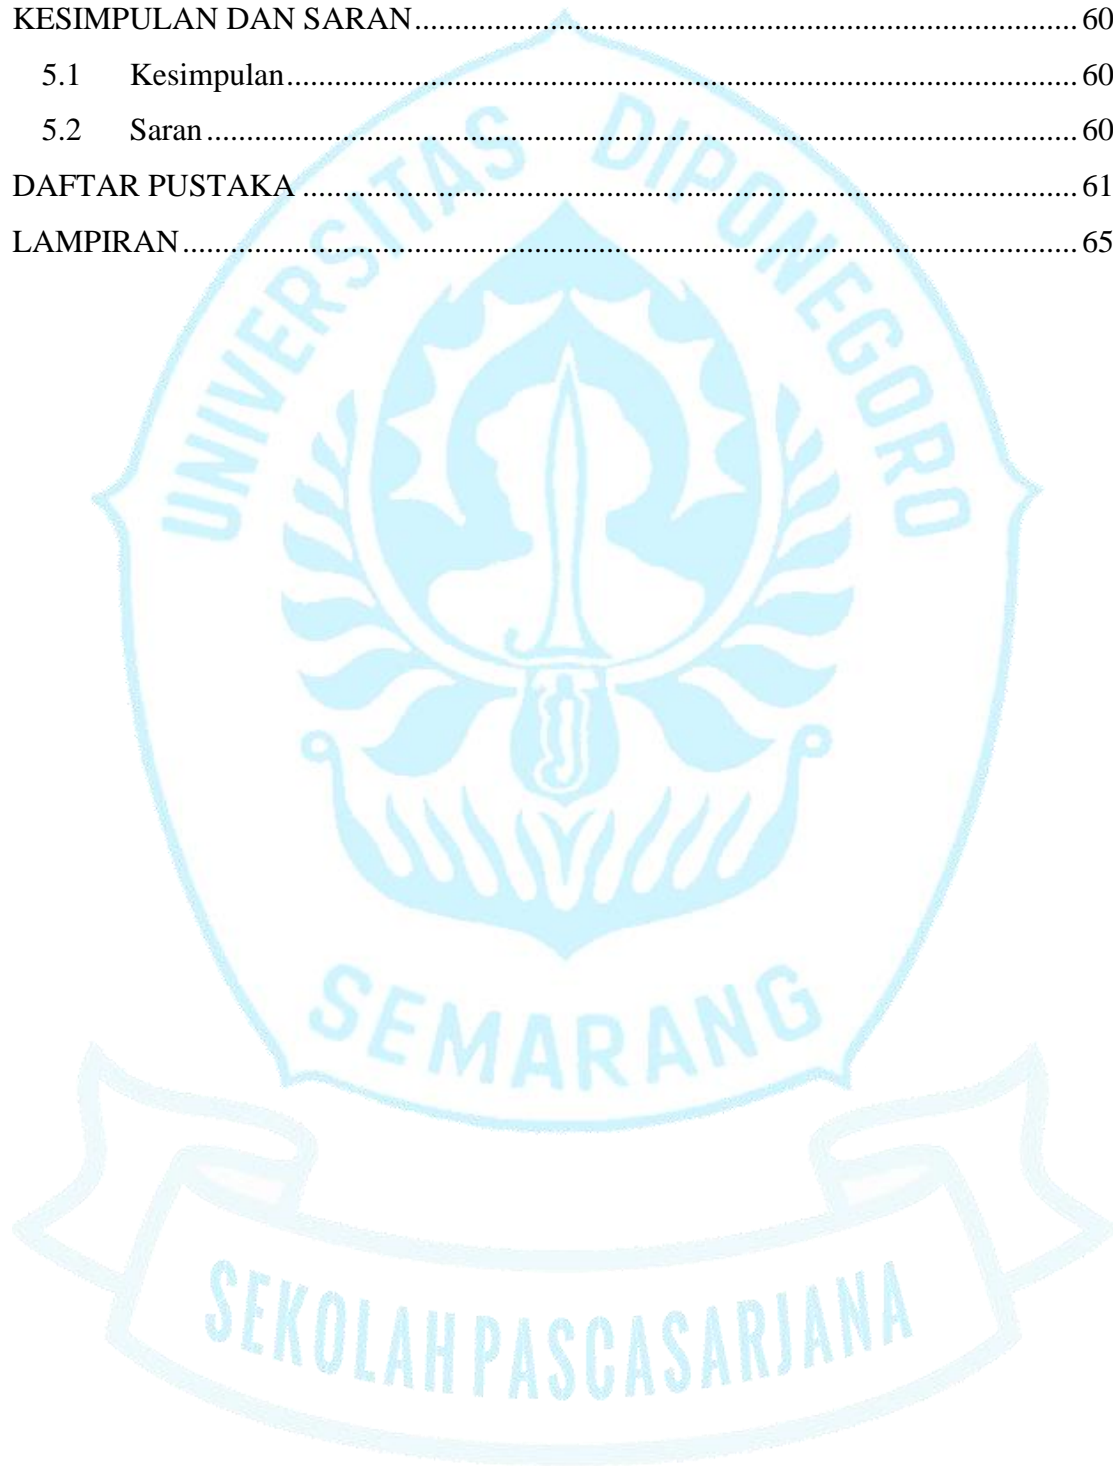 KESIMPULAN DAN SARAN........................................................................ 60
5.1 Kesimpulan........................................................................ 60
5.2 Saran........................................................................ 60
DAFTAR PUSTAKA........................................................................ 61
LAMPIRAN........................................................................ 65
UNIVERSITAS DIPONEGORO
SEMARANG
SEKOLAH PASCASARJANA